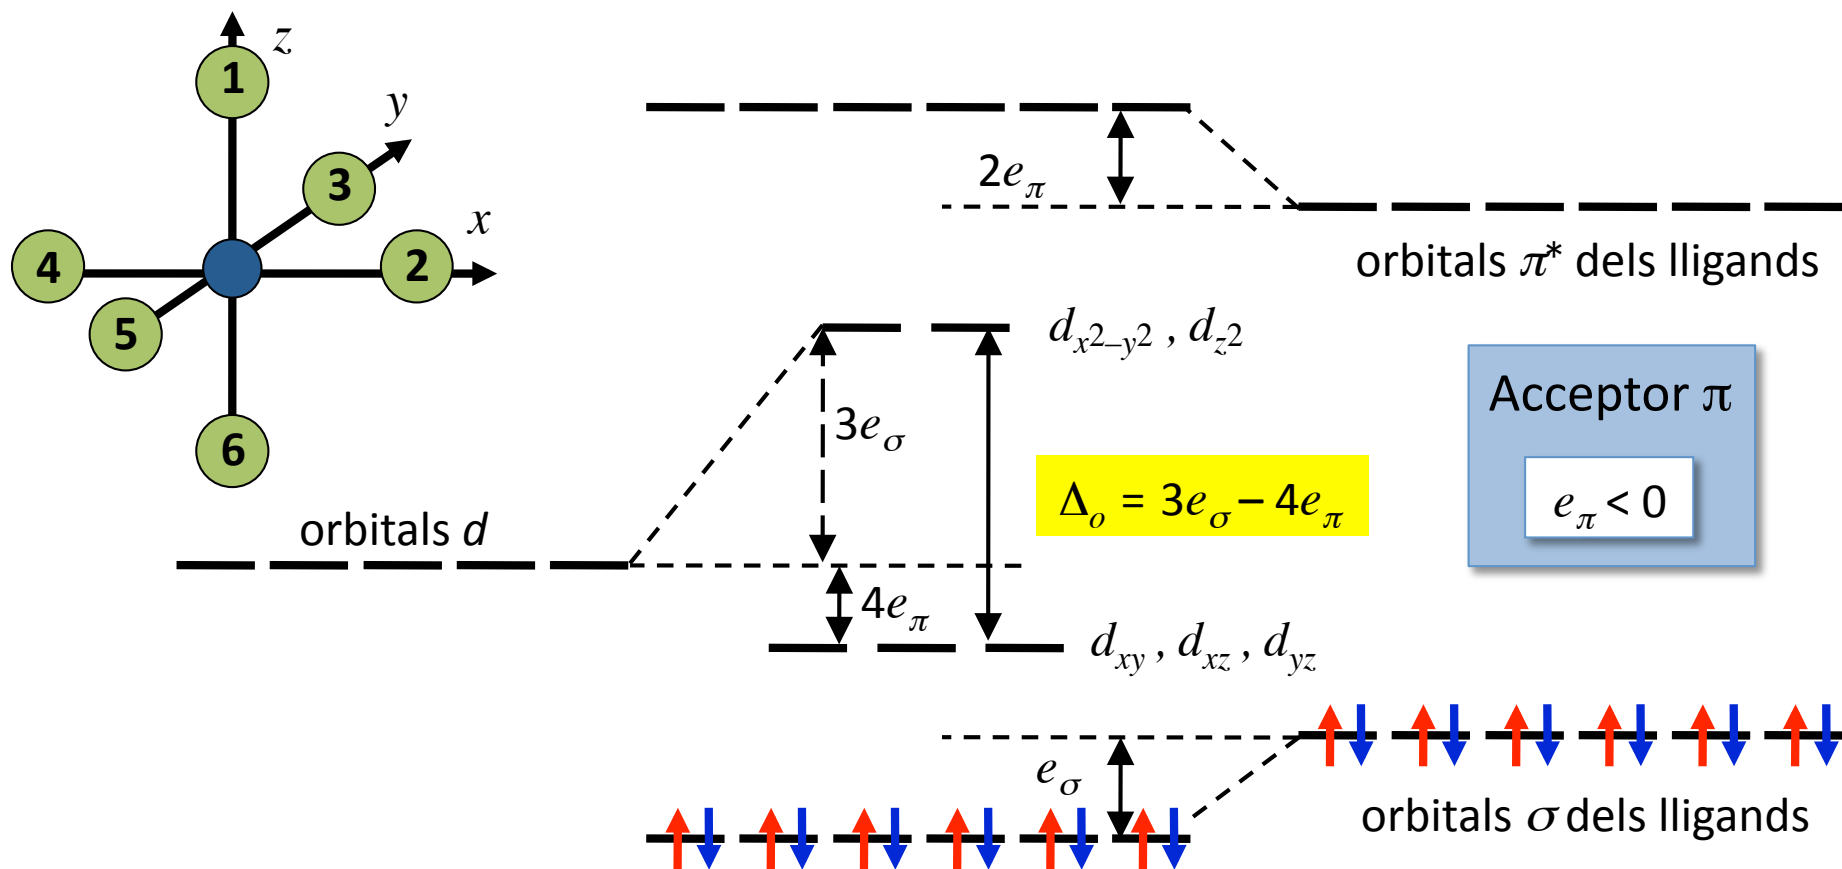 z
1
y
3
x
4
2
5
6
2eπ
orbitals π* dels lligands
dx²–y² , dz²
3eσ
Acceptor π
Δo = 3eσ – 4eπ
eπ < 0
orbitals d
4eπ
dxy , dxz , dyz
eσ
orbitals σ dels lligands